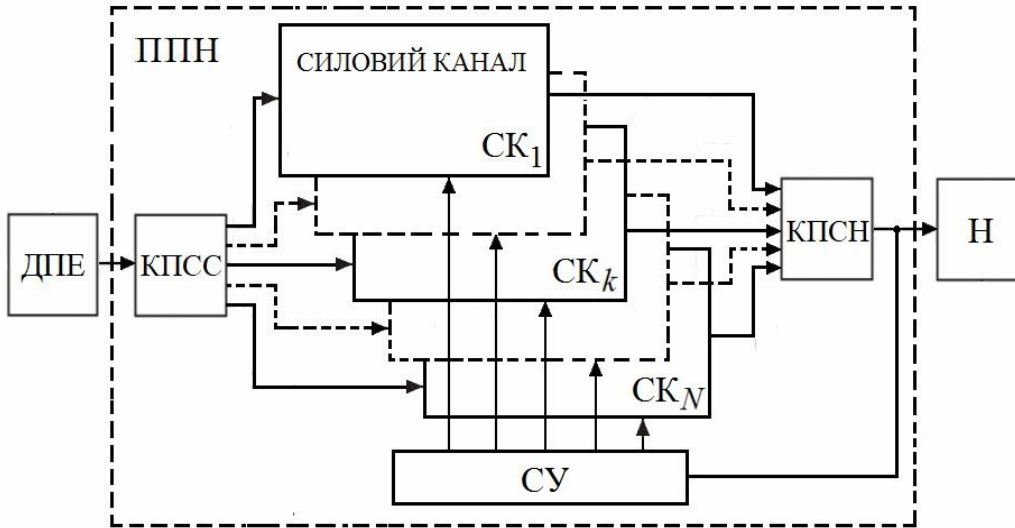 ППН
СИЛОВИЙ КАНАЛ
СК1
ДПЕ
КПСС
СКk
КПСН
Н
СКN
СУ